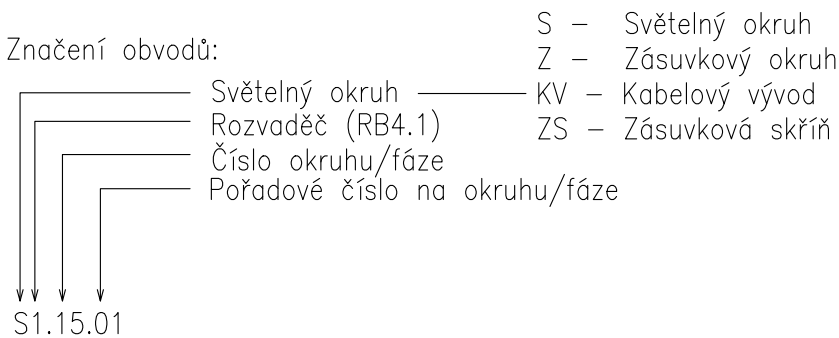 Značení obvodů:
Světelný okruh
Rozvaděč (RB4.1)
Číslo okruhu/fáze
Pořadové číslo na okruhu/fáze
S – Světelný okruh
Z – Zásuvkový okruh
KV – Kabelový vývod
ZS – Zásuvková skříň
S1.15.01